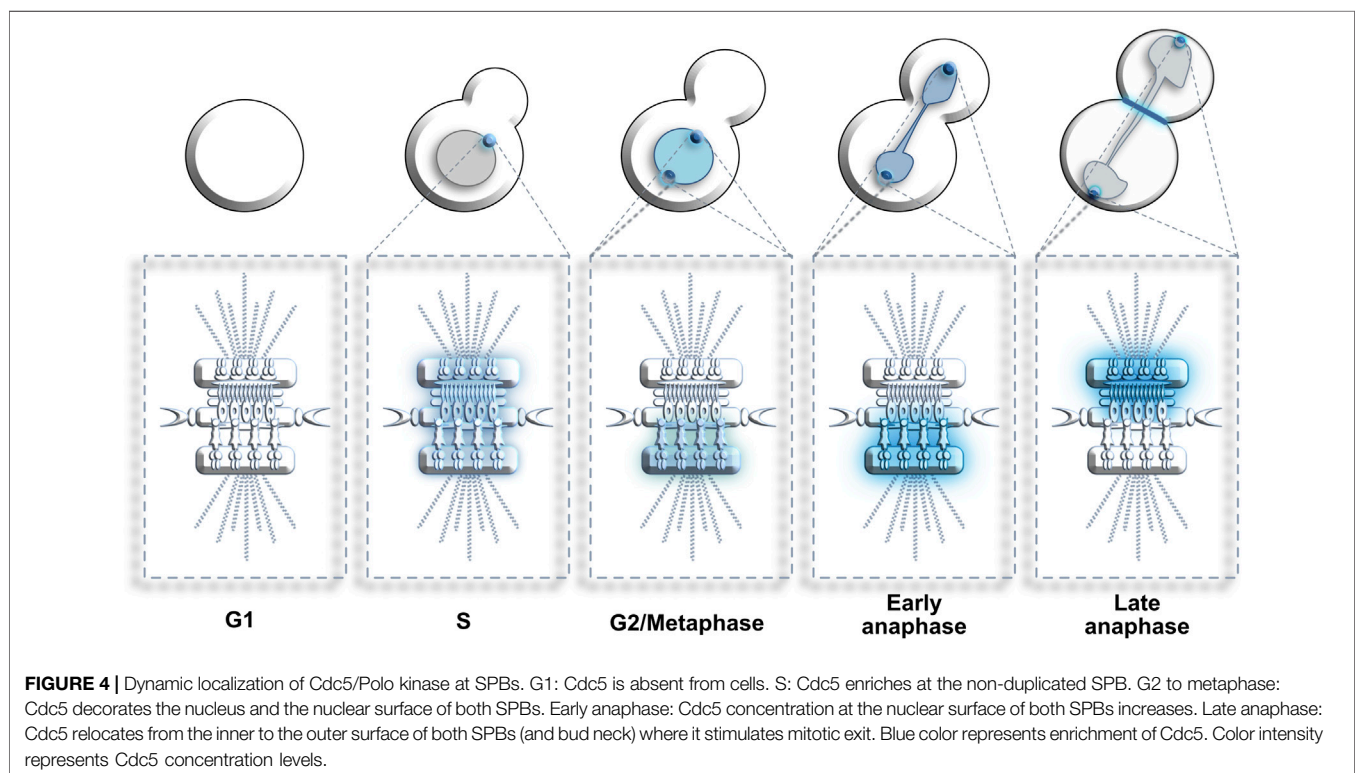 G1
S
G2/Metaphase
Early
anaphase
Late
anaphase
FIGURE 4 | Dynamic localization of Cdc5/Polo kinase at SPBs. G1: Cdc5 is absent from cells. S: Cdc5 enriches at the non-duplicated SPB. G2 to metaphase:
Cdc5 decorates the nucleus and the nuclear surface of both SPBs. Early anaphase: Cdc5 concentration at the nuclear surface of both SPBs increases. Late anaphase:
Cdc5 relocates from the inner to the outer surface of both SPBs (and bud neck) where it stimulates mitotic exit. Blue color represents enrichment of Cdc5. Color intensity
represents Cdc5 concentration levels.